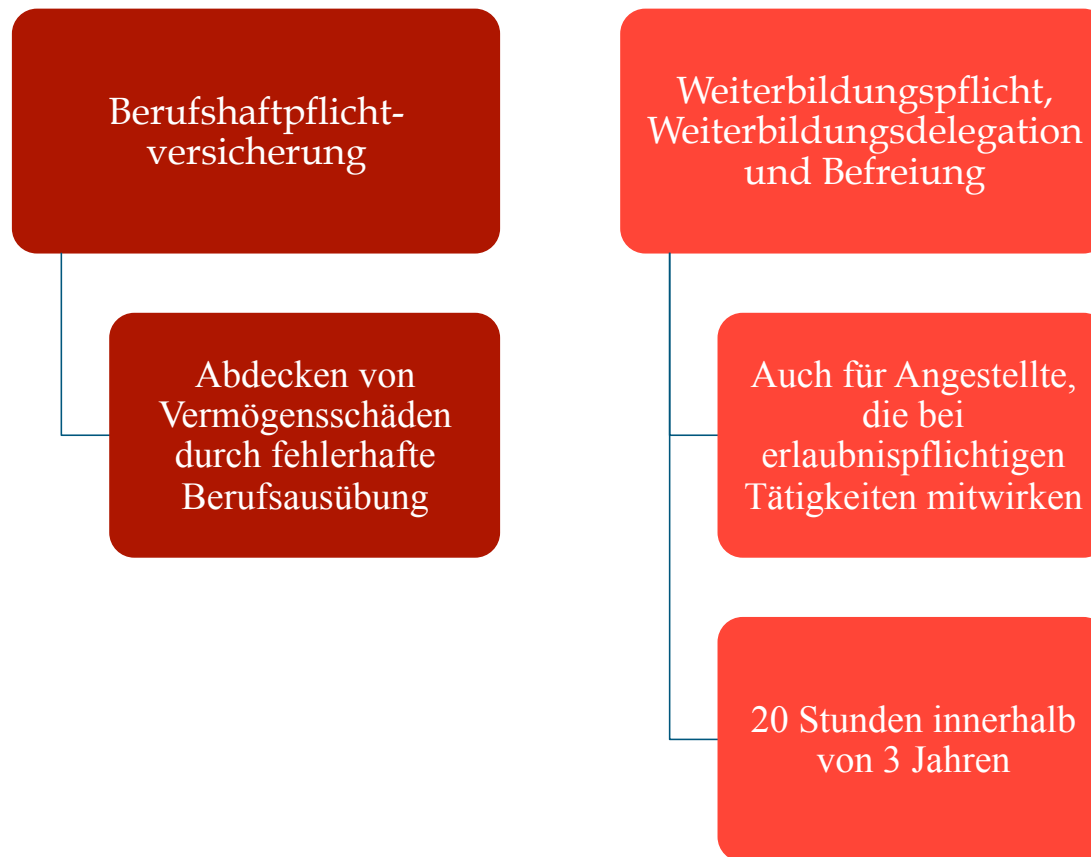 Berufshaftpflicht-
versicherung
Abdecken von
Vermögensschäden
durch fehlerhafte
Berufsausübung
Weiterbildungspflicht,
Weiterbildungsdelegation
und Befreiung
Auch für Angestellte,
die bei
erlaubnispflichtigen
Tätigkeiten mitwirken
20 Stunden innerhalb
von 3 Jahren